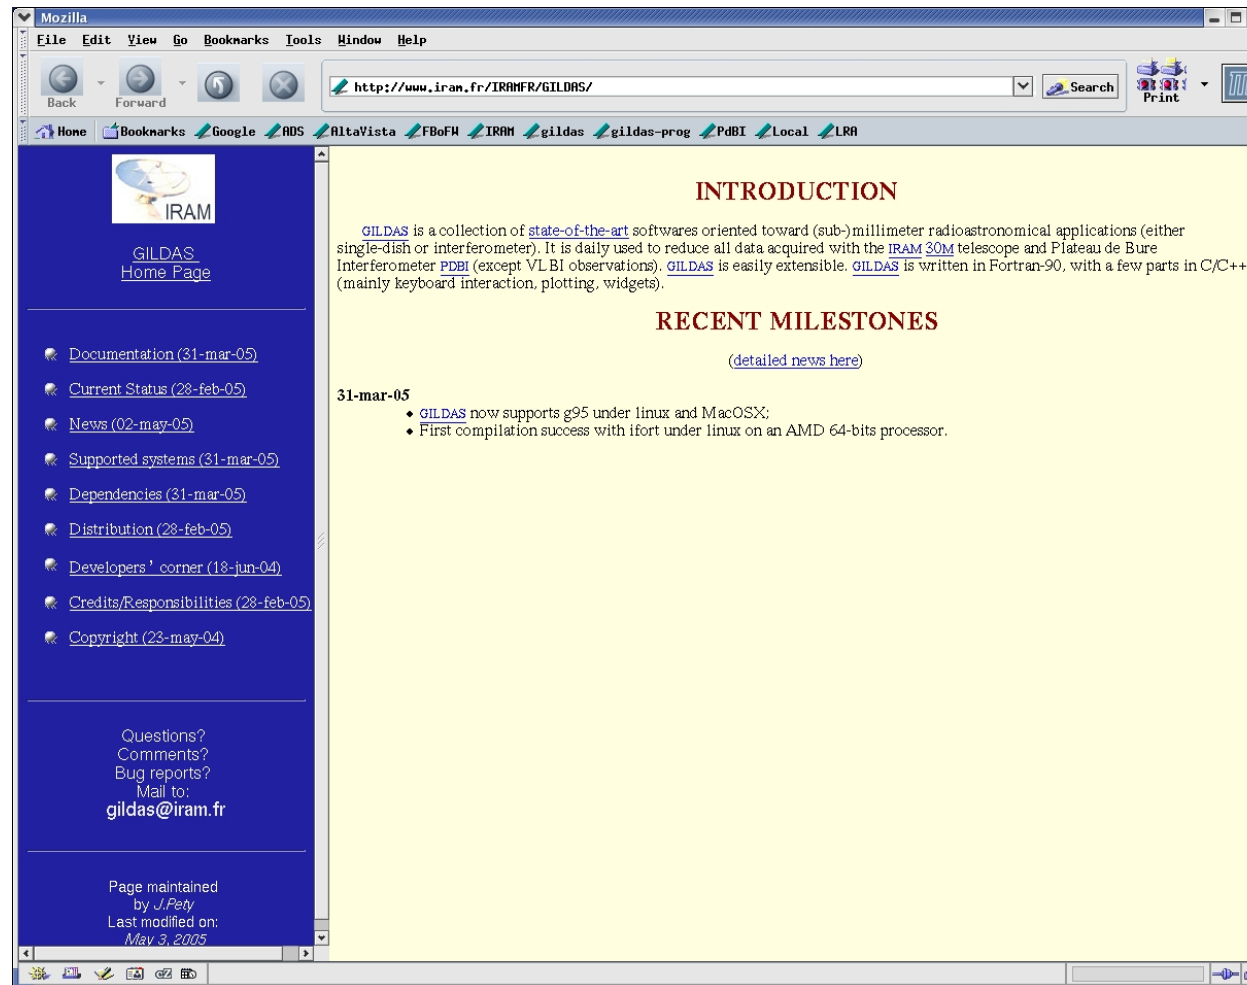 Mozilla
File Edit View Go Bookmarks Tools Window Help
http://www.iram.fr/IRAMFR/GILDAS/
Search
Back
Forward
Print
Home Bookmarks Google ADS AltaVista FBoFW IRAM gildas gildas-prog PdBI Local LRA
IRAM
GILDAS
Home Page
Documentation (31-mar-05)
Current Status (28-feb-05)
News (02-may-05)
Supported systems (31-mar-05)
Dependencies (31-mar-05)
Distribution (28-feb-05)
Developers' corner (18-jun-04)
Credits/Responsibilities (28-feb-05)
Copyright (23-may-04)
Questions?
Comments?
Bug reports?
Mail to:
gildas@iram.fr
Page maintained
by J.Pety
Last modified on:
May 3, 2005
INTRODUCTION
GILDAS is a collection of state-of-the-art softwares oriented toward (sub-)millimeter radioastronomical applications (either
single-dish or interferometer). It is daily used to reduce all data acquired with the IRAM 30M telescope and Plateau de Bure
Interferometer PDBI (except VLBI observations). GILDAS is easily extensible. GILDAS is written in Fortran-90, with a few parts in C/C++
(mainly keyboard interaction, plotting, widgets).
RECENT MILESTONES
(detailed news here)
31-mar-05
GILDAS now supports g95 under linux and MacOSX;
First compilation success with ifort under linux on an AMD 64-bits processor.